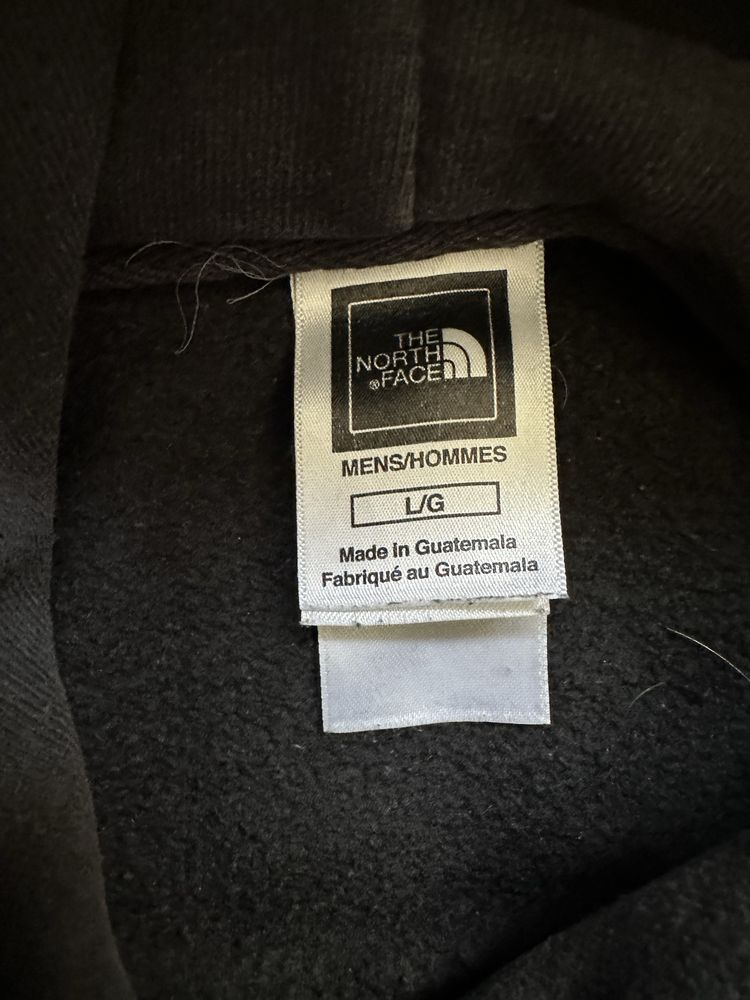 THE
NORTH
®FACE
MENS/HOMMES
L/G
Made in Guatemala
Fabriqué au Guatemala